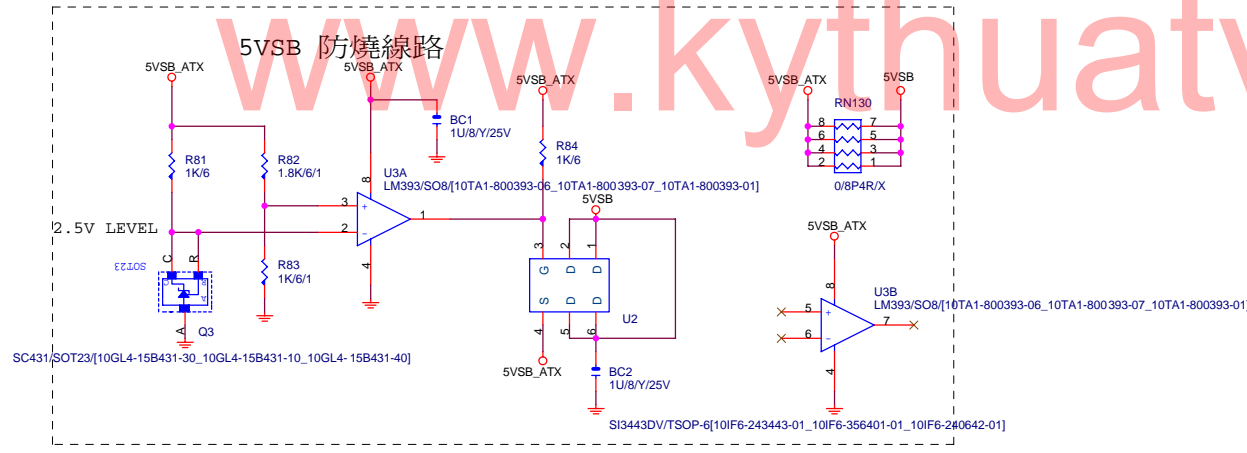 www.kythuatv
5VSB 防燒線路
5VSB_ATX
5VSB_ATX
5VSB_ATX
5VSB_ATX
5VSB
RN130
8 7
6 5
4 3
2 1
0/8P4R/X
BC1
1U/8/Y/25V
R81
1K/6
R82
1.8K/6/1
R84
1K/6
U3A
LM393/SO8/[10TA1-800393-06_10TA1-800393-07_10TA1-800393-01]
8
3
+
2
-
1
4
2.5V LEVEL
5VSB
3 2 1
G D D
S D D
4 5 6
U2
SOT23
C R
R83
1K/6/1
A
Q3
SC431/SOT23/[10GL4-15B431-30_10GL4-15B431-10_10GL4-15B431-40]
5VSB_ATX
BC2
1U/8/Y/25V
SI3443DV/TSOP-6[10IF6-243443-01_10IF6-356401-01_10IF6-240642-01]
5VSB_ATX
8
U3B
LM393/SO8/[10TA1-800393-06_10TA1-800393-07_10TA1-800393-01]
5
+
6
-
7
4